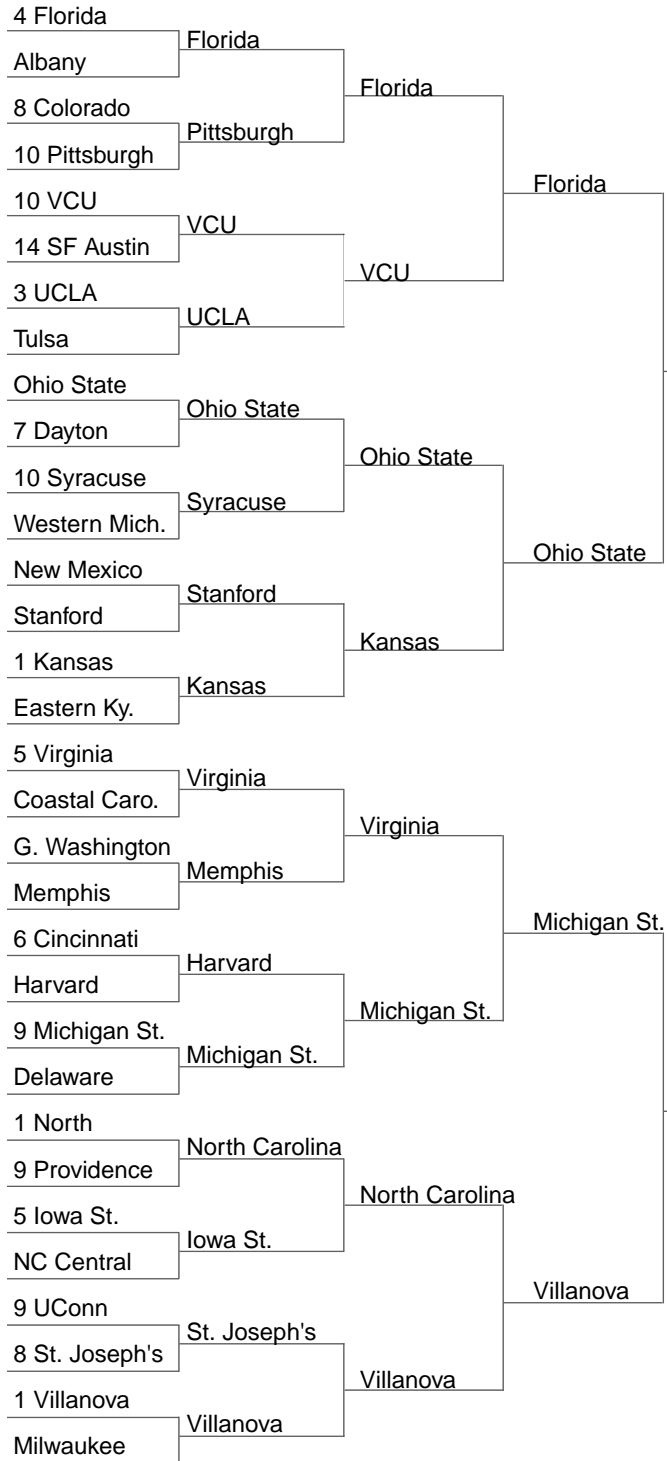 4 Florida
Florida
Albany
Florida
8 Colorado
Pittsburgh
10 Pittsburgh
Florida
10 VCU
VCU
14 SF Austin
VCU
3 UCLA
UCLA
Tulsa
Ohio State
Ohio State
7 Dayton
Ohio State
10 Syracuse
Syracuse
Western Mich.
Ohio State
New Mexico
Stanford
Stanford
Kansas
1 Kansas
Kansas
Eastern Ky.
5 Virginia
Virginia
Coastal Caro.
Virginia
G. Washington
Memphis
Memphis
Michigan St.
6 Cincinnati
Harvard
Harvard
Michigan St.
9 Michigan St.
Michigan St.
Delaware
1 North
North Carolina
9 Providence
North Carolina
5 Iowa St.
Iowa St.
NC Central
Villanova
9 UConn
St. Joseph's
8 St. Joseph's
Villanova
1 Villanova
Villanova
Milwaukee